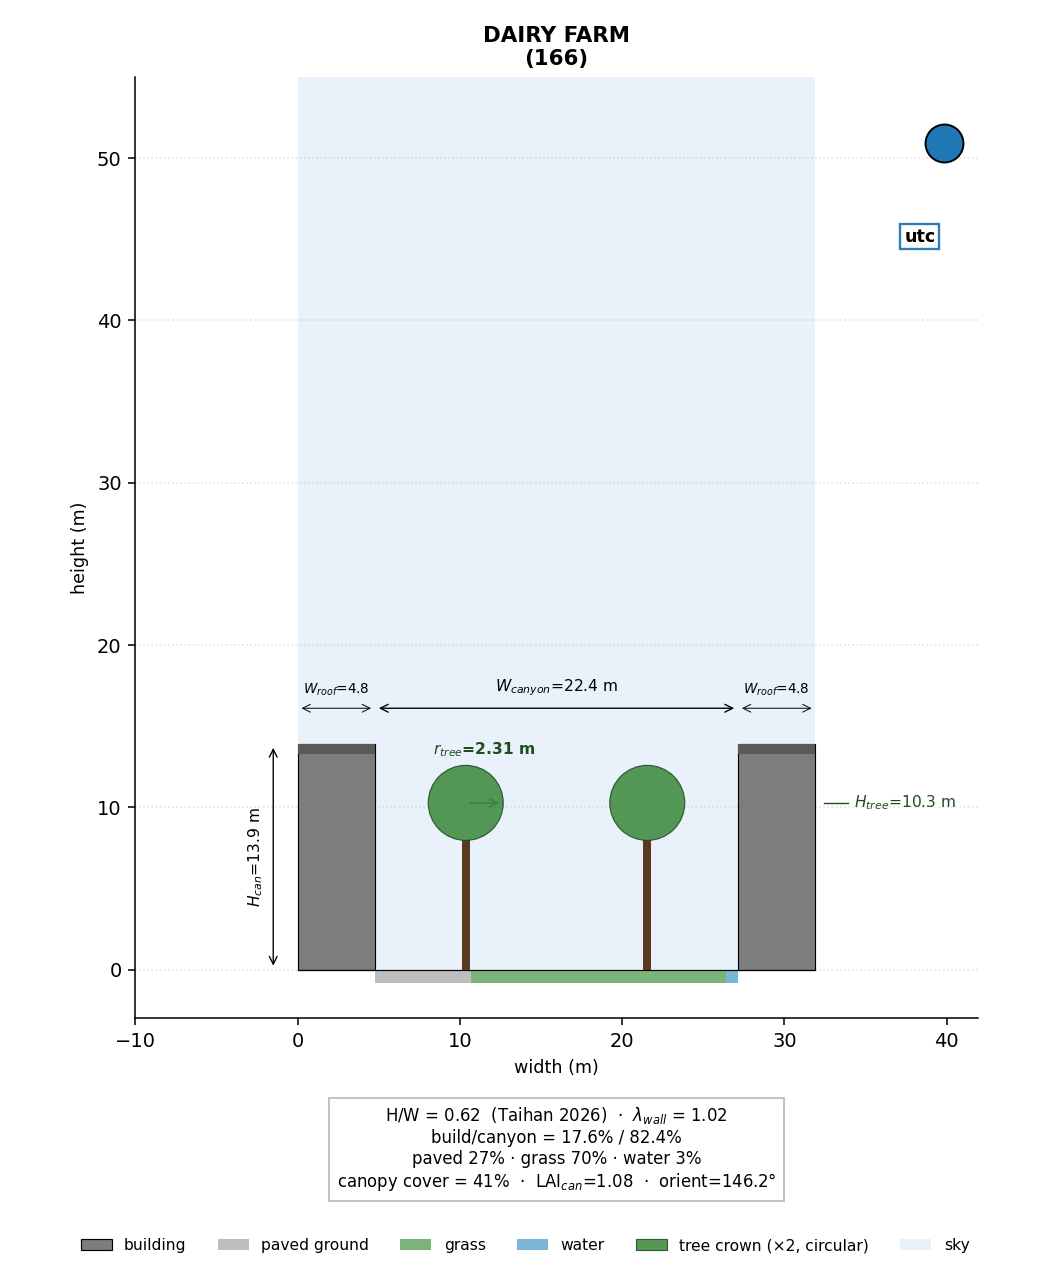 DAIRY FARM
(166)
50
utc
40
30
height (m)
20
W_roof=4.8
W_canyon=22.4 m
W_roof=4.8
r_tree=2.31 m
10
H_tree=10.3 m
H_can=13.9 m
0
−10 0 10 20 30 40
width (m)
H/W = 0.62 (Taihan 2026) · λ_wall = 1.02
build/canyon = 17.6% / 82.4%
paved 27% · grass 70% · water 3%
canopy cover = 41% · LAI_can=1.08 · orient=146.2°
building paved ground grass water tree crown (×2, circular) sky